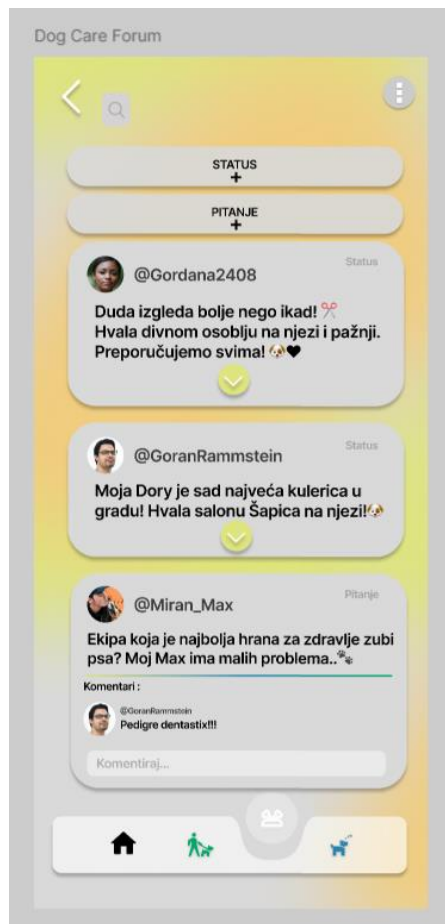 Dog Care Forum
STATUS
+
PITANJE
+
Status
@Gordana2408
Duda izgleda bolje nego ikad! ✂️
Hvala divnom osoblju na njezi i pažnji.
Preporučujemo svima! 🐶🖤
Status
@GoranRammstein
Moja Dory je sad najveća kulerica u
gradu! Hvala salonu Šapica na njezi!🐶
Pitanje
@Miran_Max
Ekipa koja je najbolja hrana za zdravlje zubi
psa? Moj Max ima malih problema..🐾
Komentari :
@GoranRammstein
Pedigre dentastix!!!
Komentiraj...